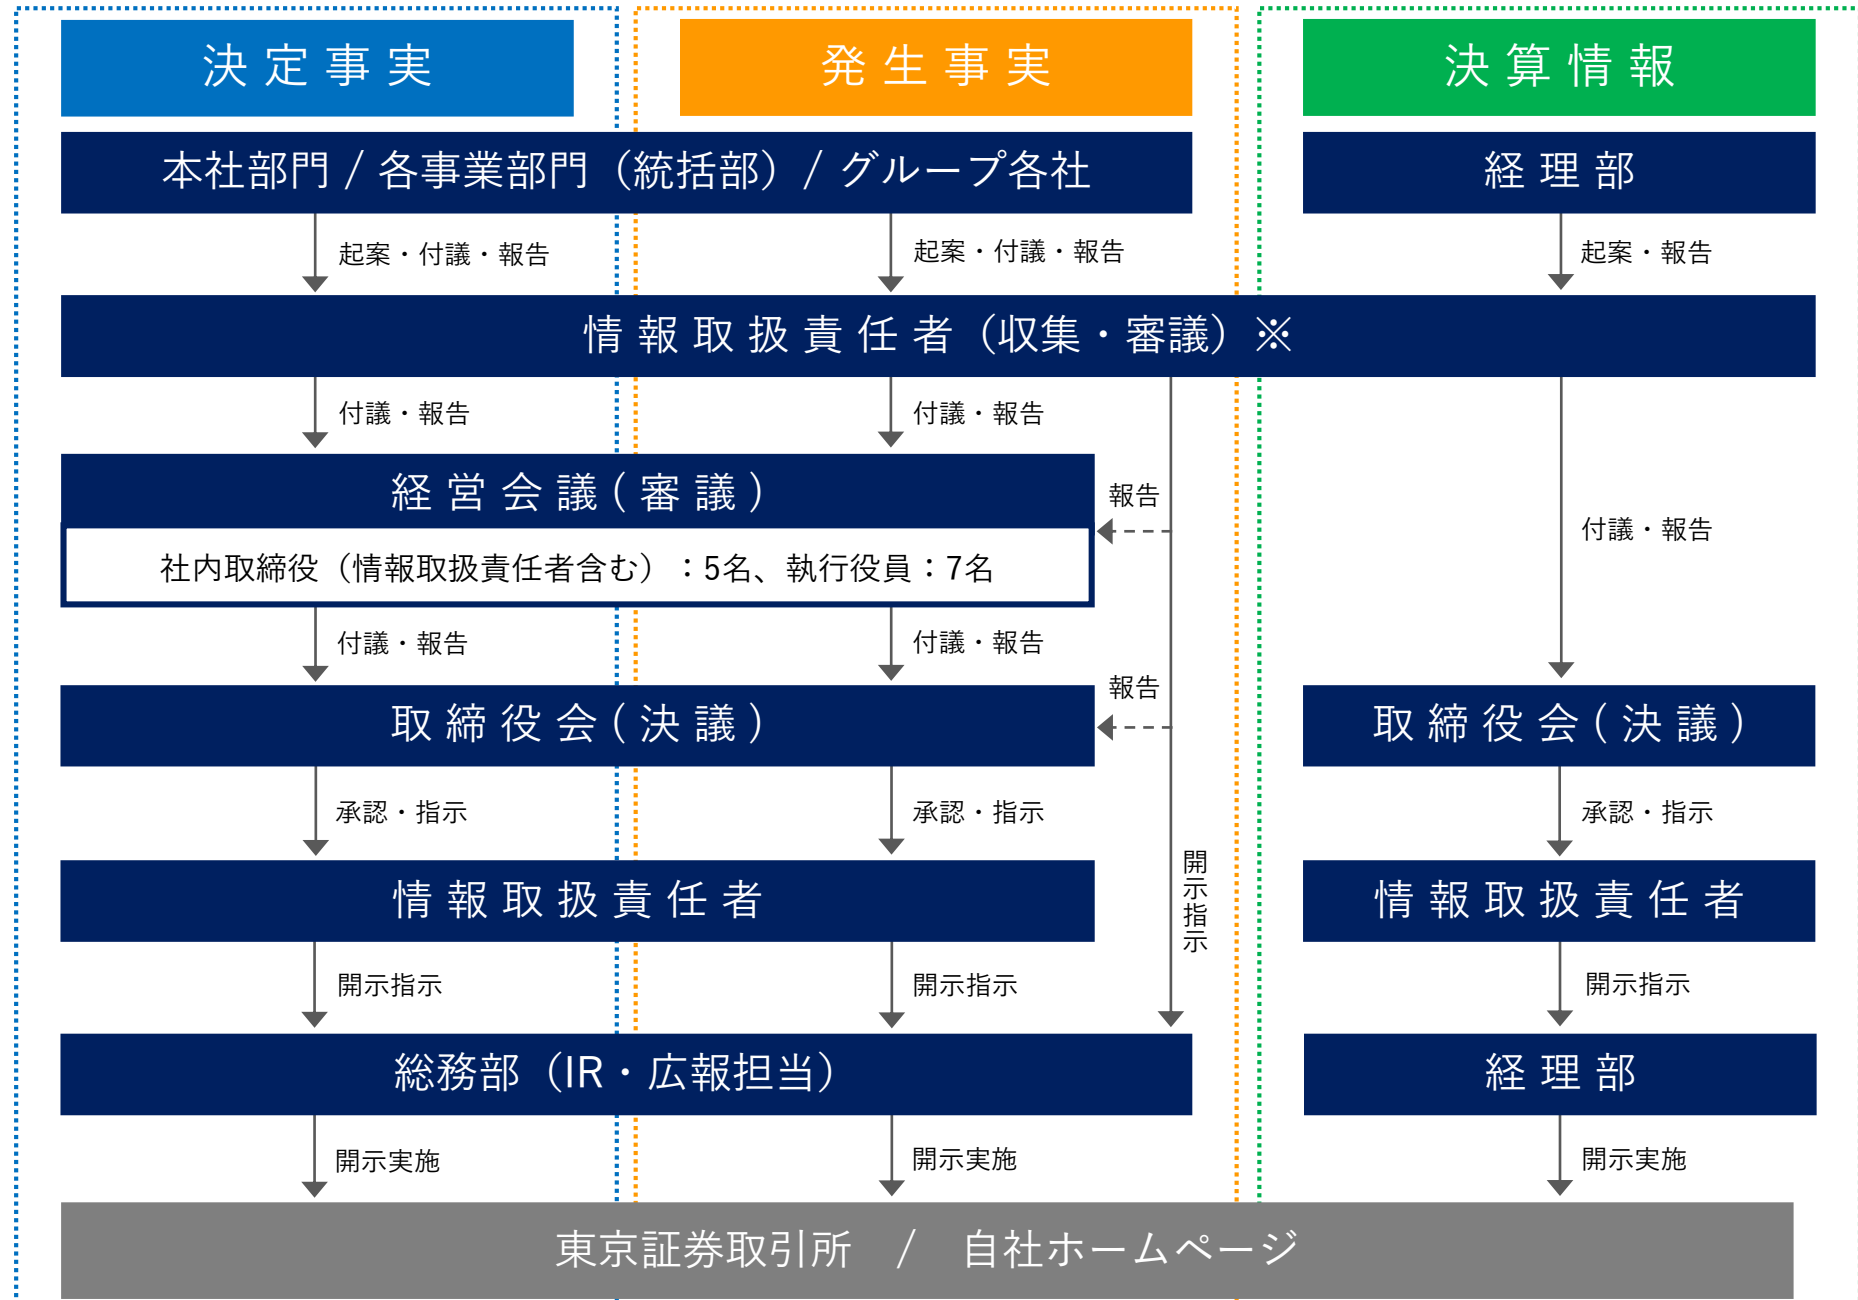 決定事実
発生事実
決算情報
本社部門 / 各事業部門（統括部）/ グループ各社
経理部
起案・付議・報告
起案・付議・報告
起案・報告
情報取扱責任者（収集・審議）※
付議・報告
付議・報告
付議・報告
経営会議(審議)
報告
社内取締役（情報取扱責任者含む）：5名、執行役員：7名
付議・報告
付議・報告
報告
取締役会(決議)
取締役会(決議)
承認・指示
承認・指示
承認・指示
開示指示
情報取扱責任者
情報取扱責任者
開示指示
開示指示
開示指示
総務部（IR・広報担当）
経理部
開示実施
開示実施
開示実施
東京証券取引所　/　自社ホームページ